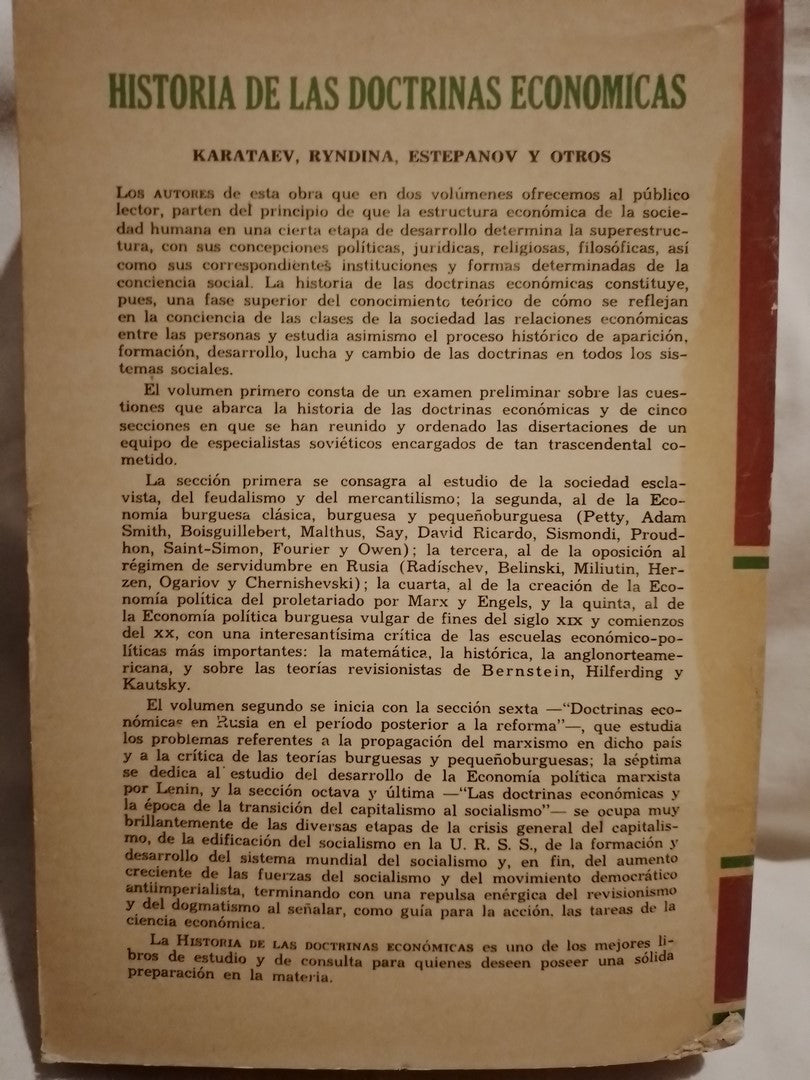 HISTORIA DE LAS DOCTRINAS ECONOMICAS
KARATAEV, RYNDINA, ESTEPANOV Y OTROS
LOS AUTORES de esta obra que en dos volúmenes ofrecemos al público
lector, parten del principio de que la estructura económica de la socie-
dad humana en una cierta etapa de desarrollo determina la superestruc-
tura, con sus concepciones políticas, jurídicas, religiosas, filosóficas, así
como sus correspondientes instituciones y formas determinadas de la
conciencia social. La historia de las doctrinas económicas constituye,
pues, una fase superior del conocimiento teórico de cómo se reflejan
en la conciencia de las clases de la sociedad las relaciones económicas
entre las personas y estudia asimismo el proceso histórico de aparición,
formación, desarrollo, lucha y cambio de las doctrinas en todos los sis-
temas sociales.
El volumen primero consta de un examen preliminar sobre las cues-
tiones que abarca la historia de las doctrinas económicas y de cinco
secciones en que se han reunido y ordenado las disertaciones de un
equipo de especialistas soviéticos encargados de tan trascendental co-
metido.
La sección primera se consagra al estudio de la sociedad escla-
vista, del feudalismo y del mercantilismo; la segunda, al de la Eco-
nomía burguesa clásica, burguesa y pequeñoburguesa (Petty, Adam
Smith, Boisguillebert, Malthus, Say, David Ricardo, Sismondi, Proud-
hon, Saint-Simon, Fourier y Owen); la tercera, al de la oposición al
régimen de servidumbre en Rusia (Radíschev, Belinski, Miliutin, Her-
zen, Ogariov y Chernishevski); la cuarta, al de la creación de la Eco-
nomía política del proletariado por Marx y Engels, y la quinta, al de
la Economía política burguesa vulgar de fines del siglo XIX y comienzos
del XX, con una interesantísima crítica de las escuelas económico-po-
líticas más importantes: la matemática, la histórica, la anglonorteame-
ricana, y sobre las teorías revisionistas de Bernstein, Hilferding y
Kautsky.
El volumen segundo se inicia con la sección sexta —"Doctrinas eco-
nómicas en Rusia en el período posterior a la reforma"—, que estudia
los problemas referentes a la propagación del marxismo en dicho país
y a la crítica de las teorías burguesas y pequeñoburguesas; la séptima
se dedica al estudio del desarrollo de la Economía política marxista
por Lenin, y la sección octava y última —"Las doctrinas económicas y
la época de la transición del capitalismo al socialismo"— se ocupa muy
brillantemente de las diversas etapas de la crisis general del capitalis-
mo, de la edificación del socialismo en la U. R. S. S., de la formación y
desarrollo del sistema mundial del socialismo y, en fin, del aumento
creciente de las fuerzas del socialismo y del movimiento democrático
antiimperialista, terminando con una repulsa enérgica del revisionismo
y del dogmatismo al señalar, como guía para la acción, las tareas de la
ciencia económica.
La HISTORIA DE LAS DOCTRINAS ECONÓMICAS es uno de los mejores li-
bros de estudio y de consulta para quienes deseen poseer una sólida
preparación en la materia.